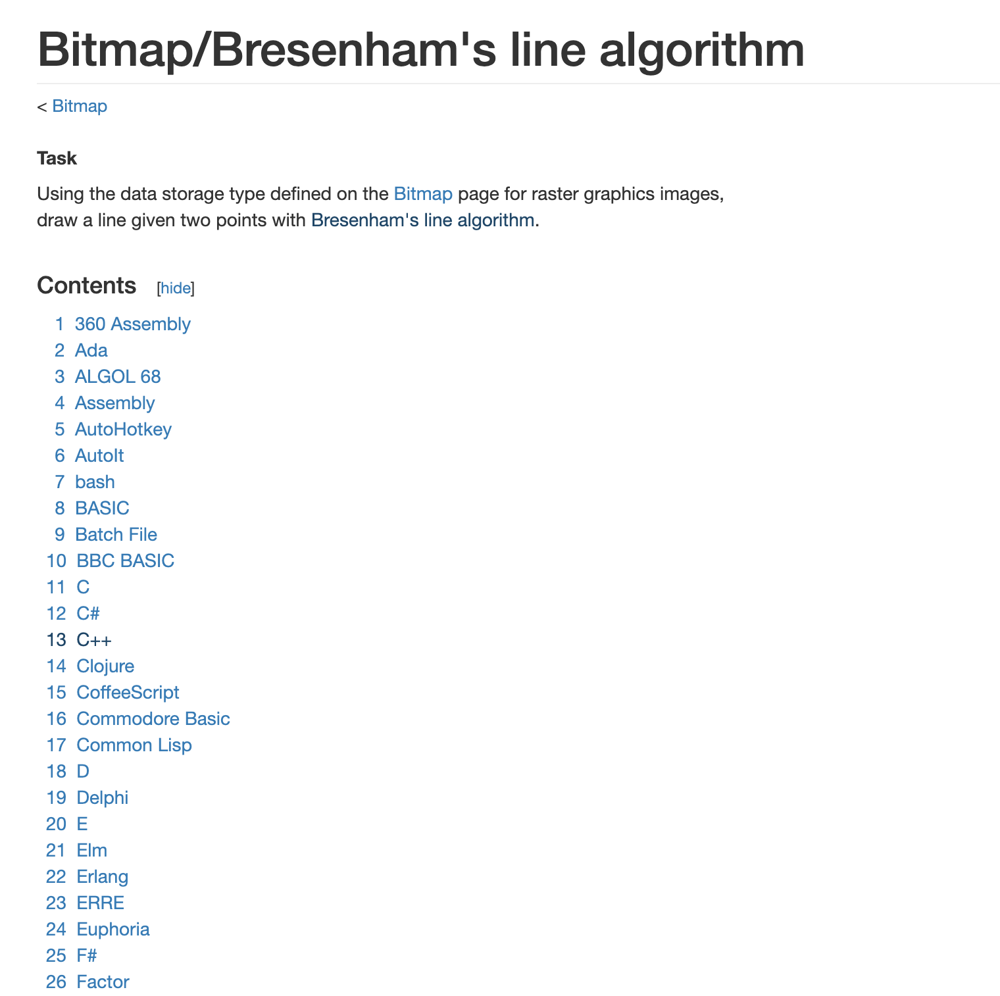 Bitmap/Bresenham's line algorithm
< Bitmap
Task
Using the data storage type defined on the Bitmap page for raster graphics images,
draw a line given two points with Bresenham's line algorithm.
Contents [hide]
1 360 Assembly
2 Ada
3 ALGOL 68
4 Assembly
5 AutoHotkey
6 AutoIt
7 bash
8 BASIC
9 Batch File
10 BBC BASIC
11 C
12 C#
13 C++
14 Clojure
15 CoffeeScript
16 Commodore Basic
17 Common Lisp
18 D
19 Delphi
20 E
21 Elm
22 Erlang
23 ERRE
24 Euphoria
25 F#
26 Factor